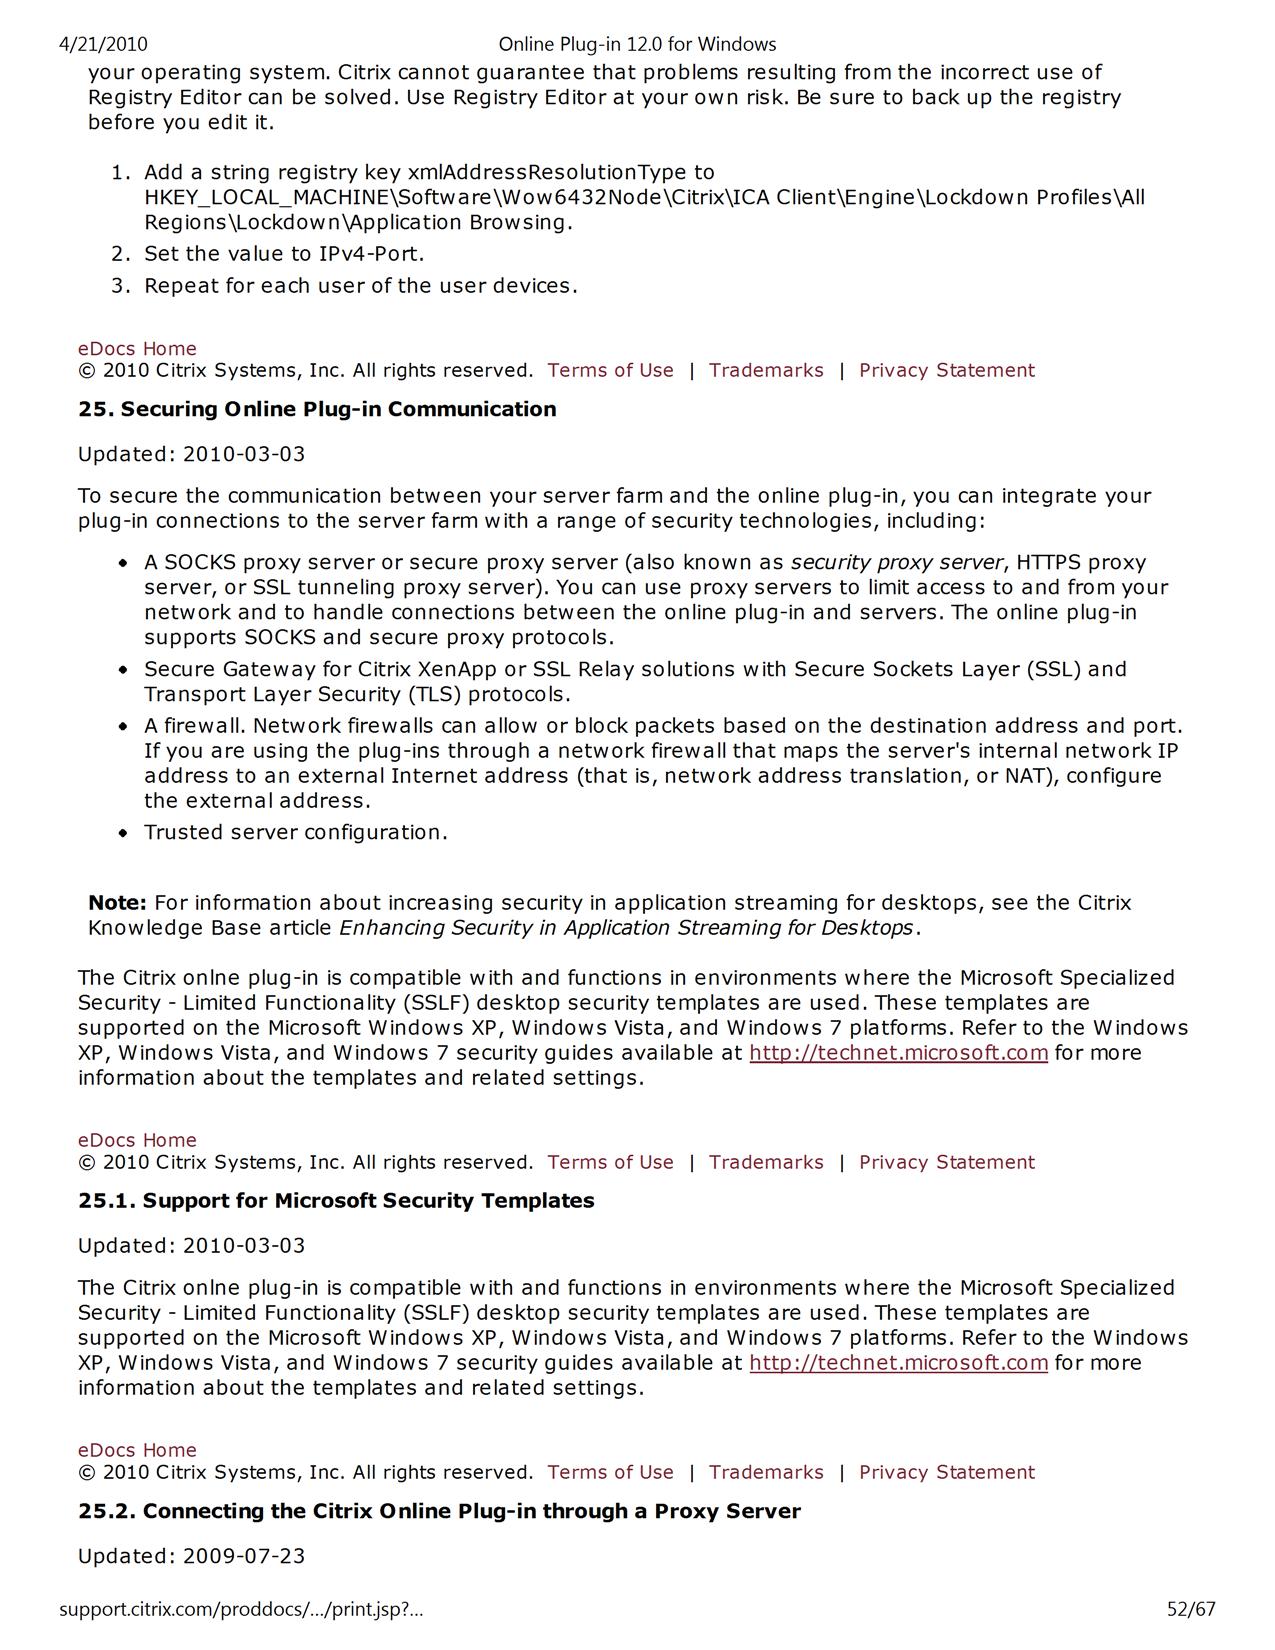 4/21/2010 Online Plug-in 12.0 for Windows
your operating system. Citrix cannot guarantee that problems resulting from the incorrect use of
Registry Editor can be solved. Use Registry Editor at your own risk. Be sure to back up the registry
before you edit it.
1. Add a string registry key xmlAddressResolutionType to
HKEY_LOCAL_MACHINE\Software\Wow6432Node\Citrix\ICA Client\Engine\Lockdown Profiles\All
Regions\Lockdown\Application Browsing.
2. Set the value to IPv4-Port.
3. Repeat for each user of the user devices.
eDocs Home
© 2010 Citrix Systems, Inc. All rights reserved. Terms of Use | Trademarks | Privacy Statement
25. Securing Online Plug-in Communication
Updated: 2010-03-03
To secure the communication between your server farm and the online plug-in, you can integrate your
plug-in connections to the server farm with a range of security technologies, including:
• A SOCKS proxy server or secure proxy server (also known as security proxy server, HTTPS proxy
server, or SSL tunneling proxy server). You can use proxy servers to limit access to and from your
network and to handle connections between the online plug-in and servers. The online plug-in
supports SOCKS and secure proxy protocols.
• Secure Gateway for Citrix XenApp or SSL Relay solutions with Secure Sockets Layer (SSL) and
Transport Layer Security (TLS) protocols.
• A firewall. Network firewalls can allow or block packets based on the destination address and port.
If you are using the plug-ins through a network firewall that maps the server's internal network IP
address to an external Internet address (that is, network address translation, or NAT), configure
the external address.
• Trusted server configuration.
Note: For information about increasing security in application streaming for desktops, see the Citrix
Knowledge Base article Enhancing Security in Application Streaming for Desktops.
The Citrix onlne plug-in is compatible with and functions in environments where the Microsoft Specialized
Security - Limited Functionality (SSLF) desktop security templates are used. These templates are
supported on the Microsoft Windows XP, Windows Vista, and Windows 7 platforms. Refer to the Windows
XP, Windows Vista, and Windows 7 security guides available at http://technet.microsoft.com for more
information about the templates and related settings.
eDocs Home
© 2010 Citrix Systems, Inc. All rights reserved. Terms of Use | Trademarks | Privacy Statement
25.1. Support for Microsoft Security Templates
Updated: 2010-03-03
The Citrix onlne plug-in is compatible with and functions in environments where the Microsoft Specialized
Security - Limited Functionality (SSLF) desktop security templates are used. These templates are
supported on the Microsoft Windows XP, Windows Vista, and Windows 7 platforms. Refer to the Windows
XP, Windows Vista, and Windows 7 security guides available at http://technet.microsoft.com for more
information about the templates and related settings.
eDocs Home
© 2010 Citrix Systems, Inc. All rights reserved. Terms of Use | Trademarks | Privacy Statement
25.2. Connecting the Citrix Online Plug-in through a Proxy Server
Updated: 2009-07-23
support.citrix.com/proddocs/.../print.jsp?... 52/67